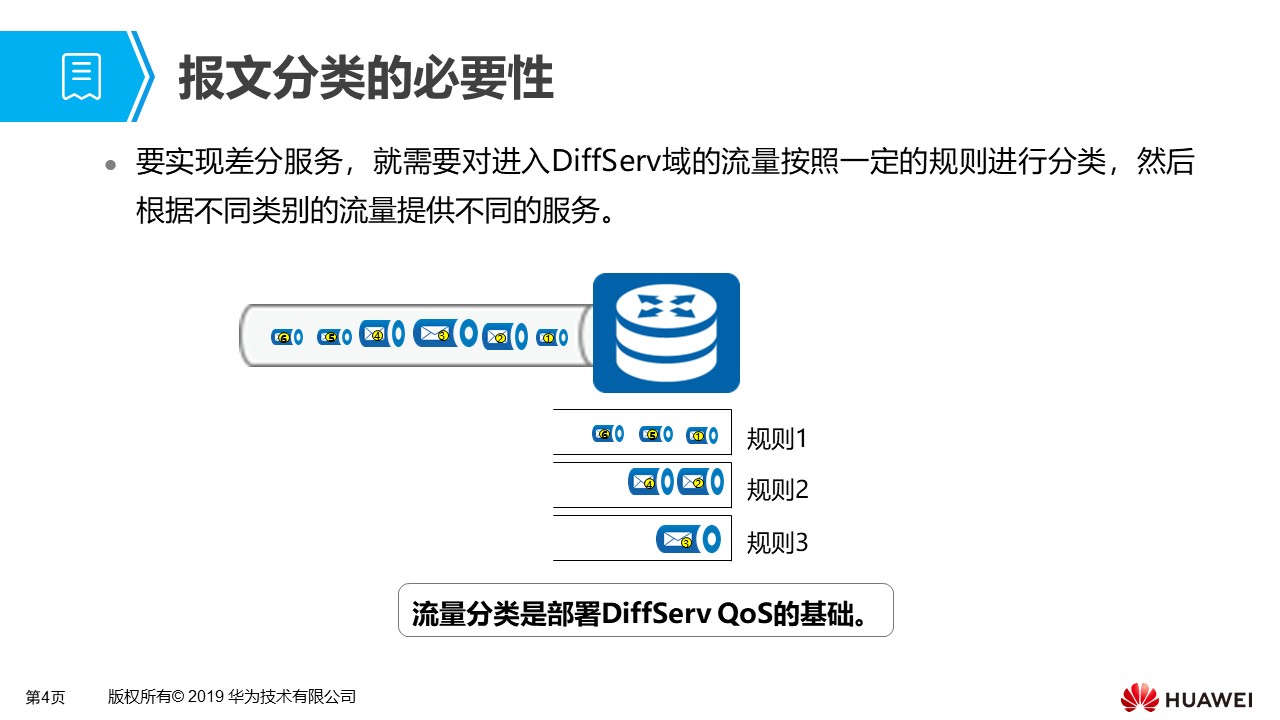 报文分类的必要性
要实现差分服务，就需要对进入DiffServ域的流量按照一定的规则进行分类，然后
根据不同类别的流量提供不同的服务。
⑥ ⑤ ④ ③ ② ①
⑥ ⑤ ① 规则1
④ ② 规则2
③ 规则3
流量分类是部署DiffServ QoS的基础。
第4页 版权所有© 2019 华为技术有限公司
HUAWEI